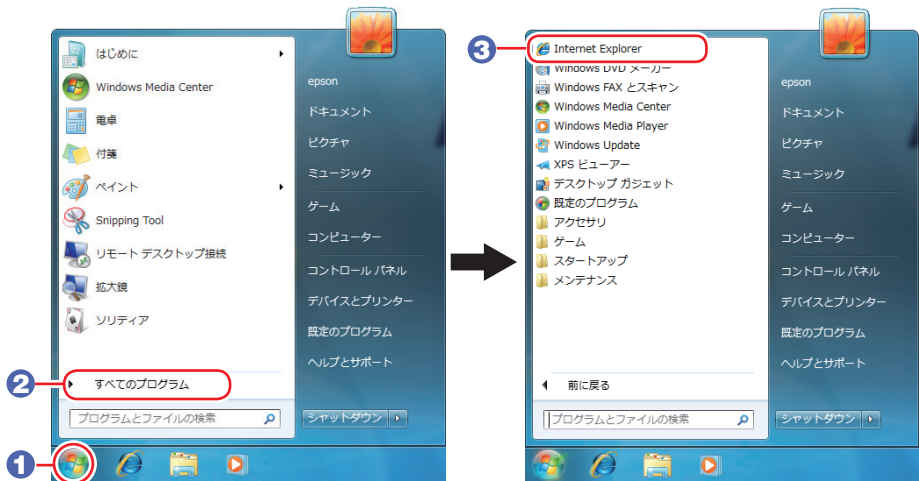 はじめに
Windows Media Center
電卓
付箋
ペイント
Snipping Tool
リモート デスクトップ接続
拡大鏡
ソリティア
2
すべてのプログラム
プログラムとファイルの検索
1
epson
ドキュメント
ピクチャ
ミュージック
ゲーム
コンピューター
コントロール パネル
デバイスとプリンター
既定のプログラム
ヘルプとサポート
シャットダウン
3
Internet Explorer
Windows DVD メーカー
Windows FAX とスキャン
Windows Media Center
Windows Media Player
Windows Update
XPS ビューアー
デスクトップ ガジェット
既定のプログラム
アクセサリ
ゲーム
スタートアップ
メンテナンス
前に戻る
プログラムとファイルの検索
epson
ドキュメント
ピクチャ
ミュージック
ゲーム
コンピューター
コントロール パネル
デバイスとプリンター
既定のプログラム
ヘルプとサポート
シャットダウン